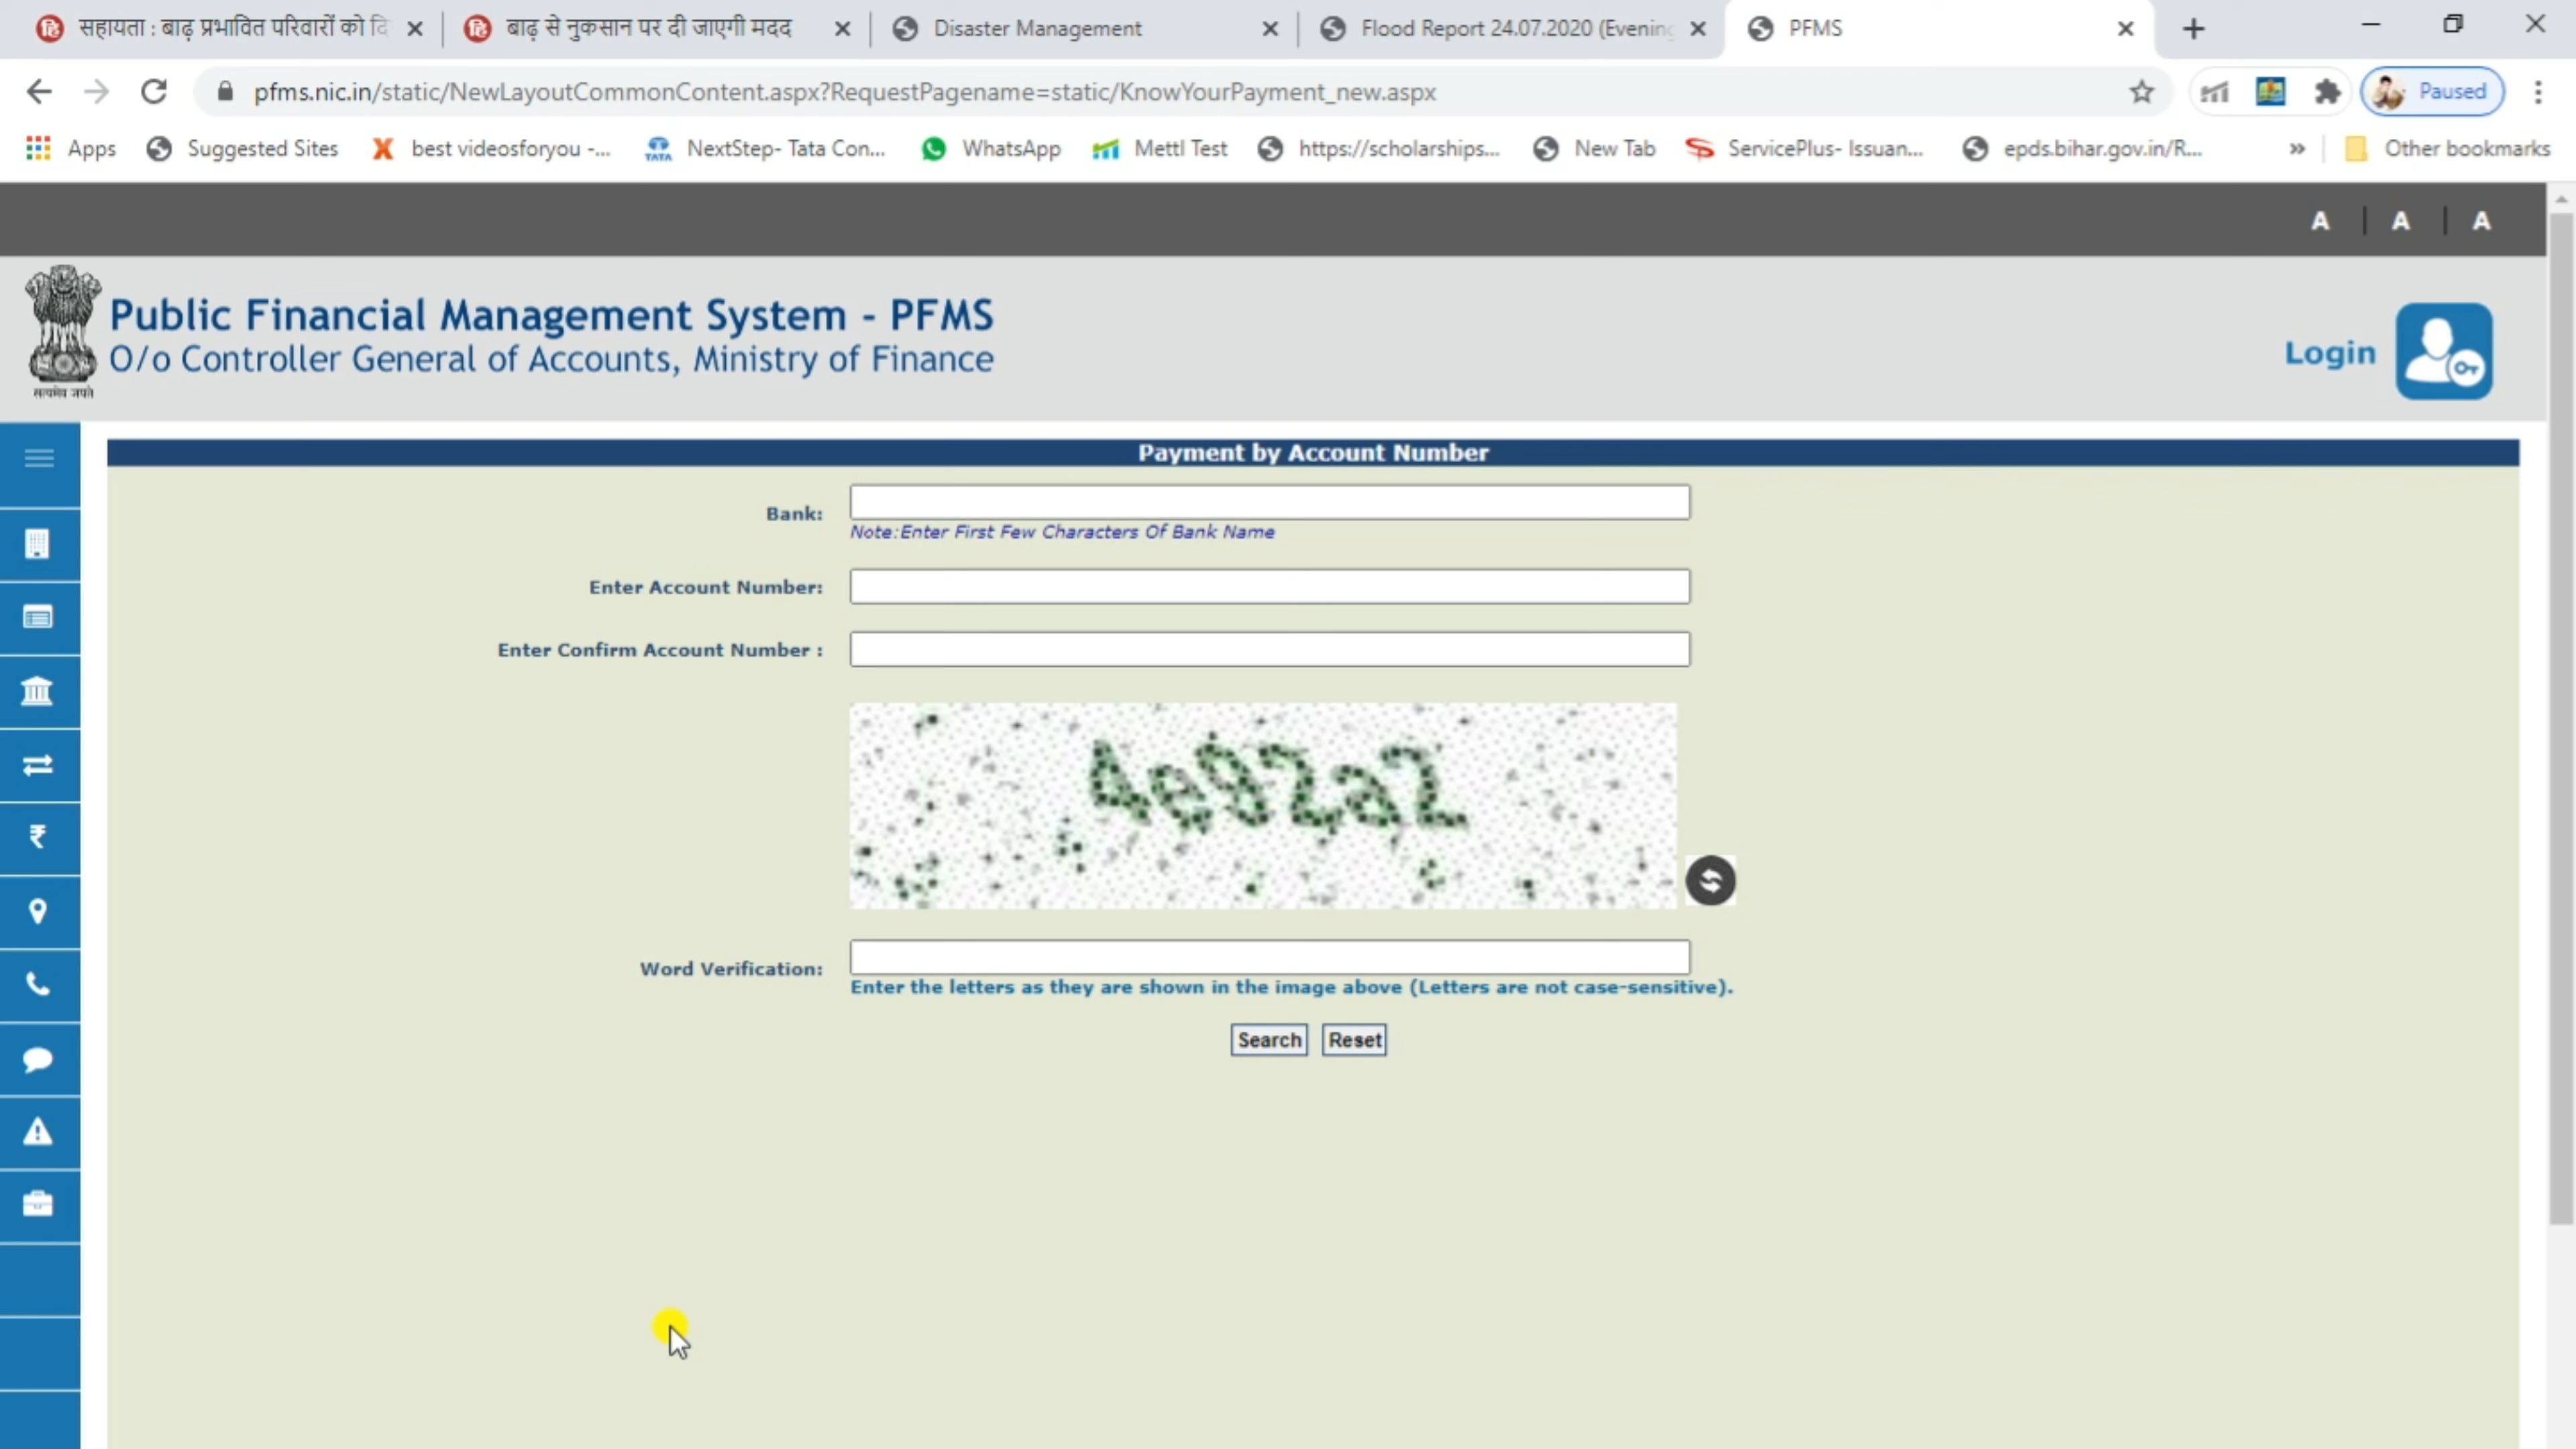 सहायता : बाढ़ प्रभावित परिवारों को दि
बाढ़ से नुकसान पर दी जाएगी मदद
Disaster Management
Flood Report 24.07.2020 (Evening
PFMS
pfms.nic.in/static/NewLayoutCommonContent.aspx?RequestPagename=static/KnowYourPayment_new.aspx
Paused
Apps
Suggested Sites
best videosforyou -...
TATA
NextStep- Tata Con...
WhatsApp
Mettl Test
https://scholarships...
New Tab
ServicePlus- Issuan...
epds.bihar.gov.in/R...
Other bookmarks
A | A | A
Public Financial Management System - PFMS
O/o Controller General of Accounts, Ministry of Finance
सत्यमेव जयते
Login
Payment by Account Number
Bank:
Note:Enter First Few Characters Of Bank Name
Enter Account Number:
Enter Confirm Account Number :
4e82a2
Word Verification:
Enter the letters as they are shown in the image above (Letters are not case-sensitive).
Search Reset